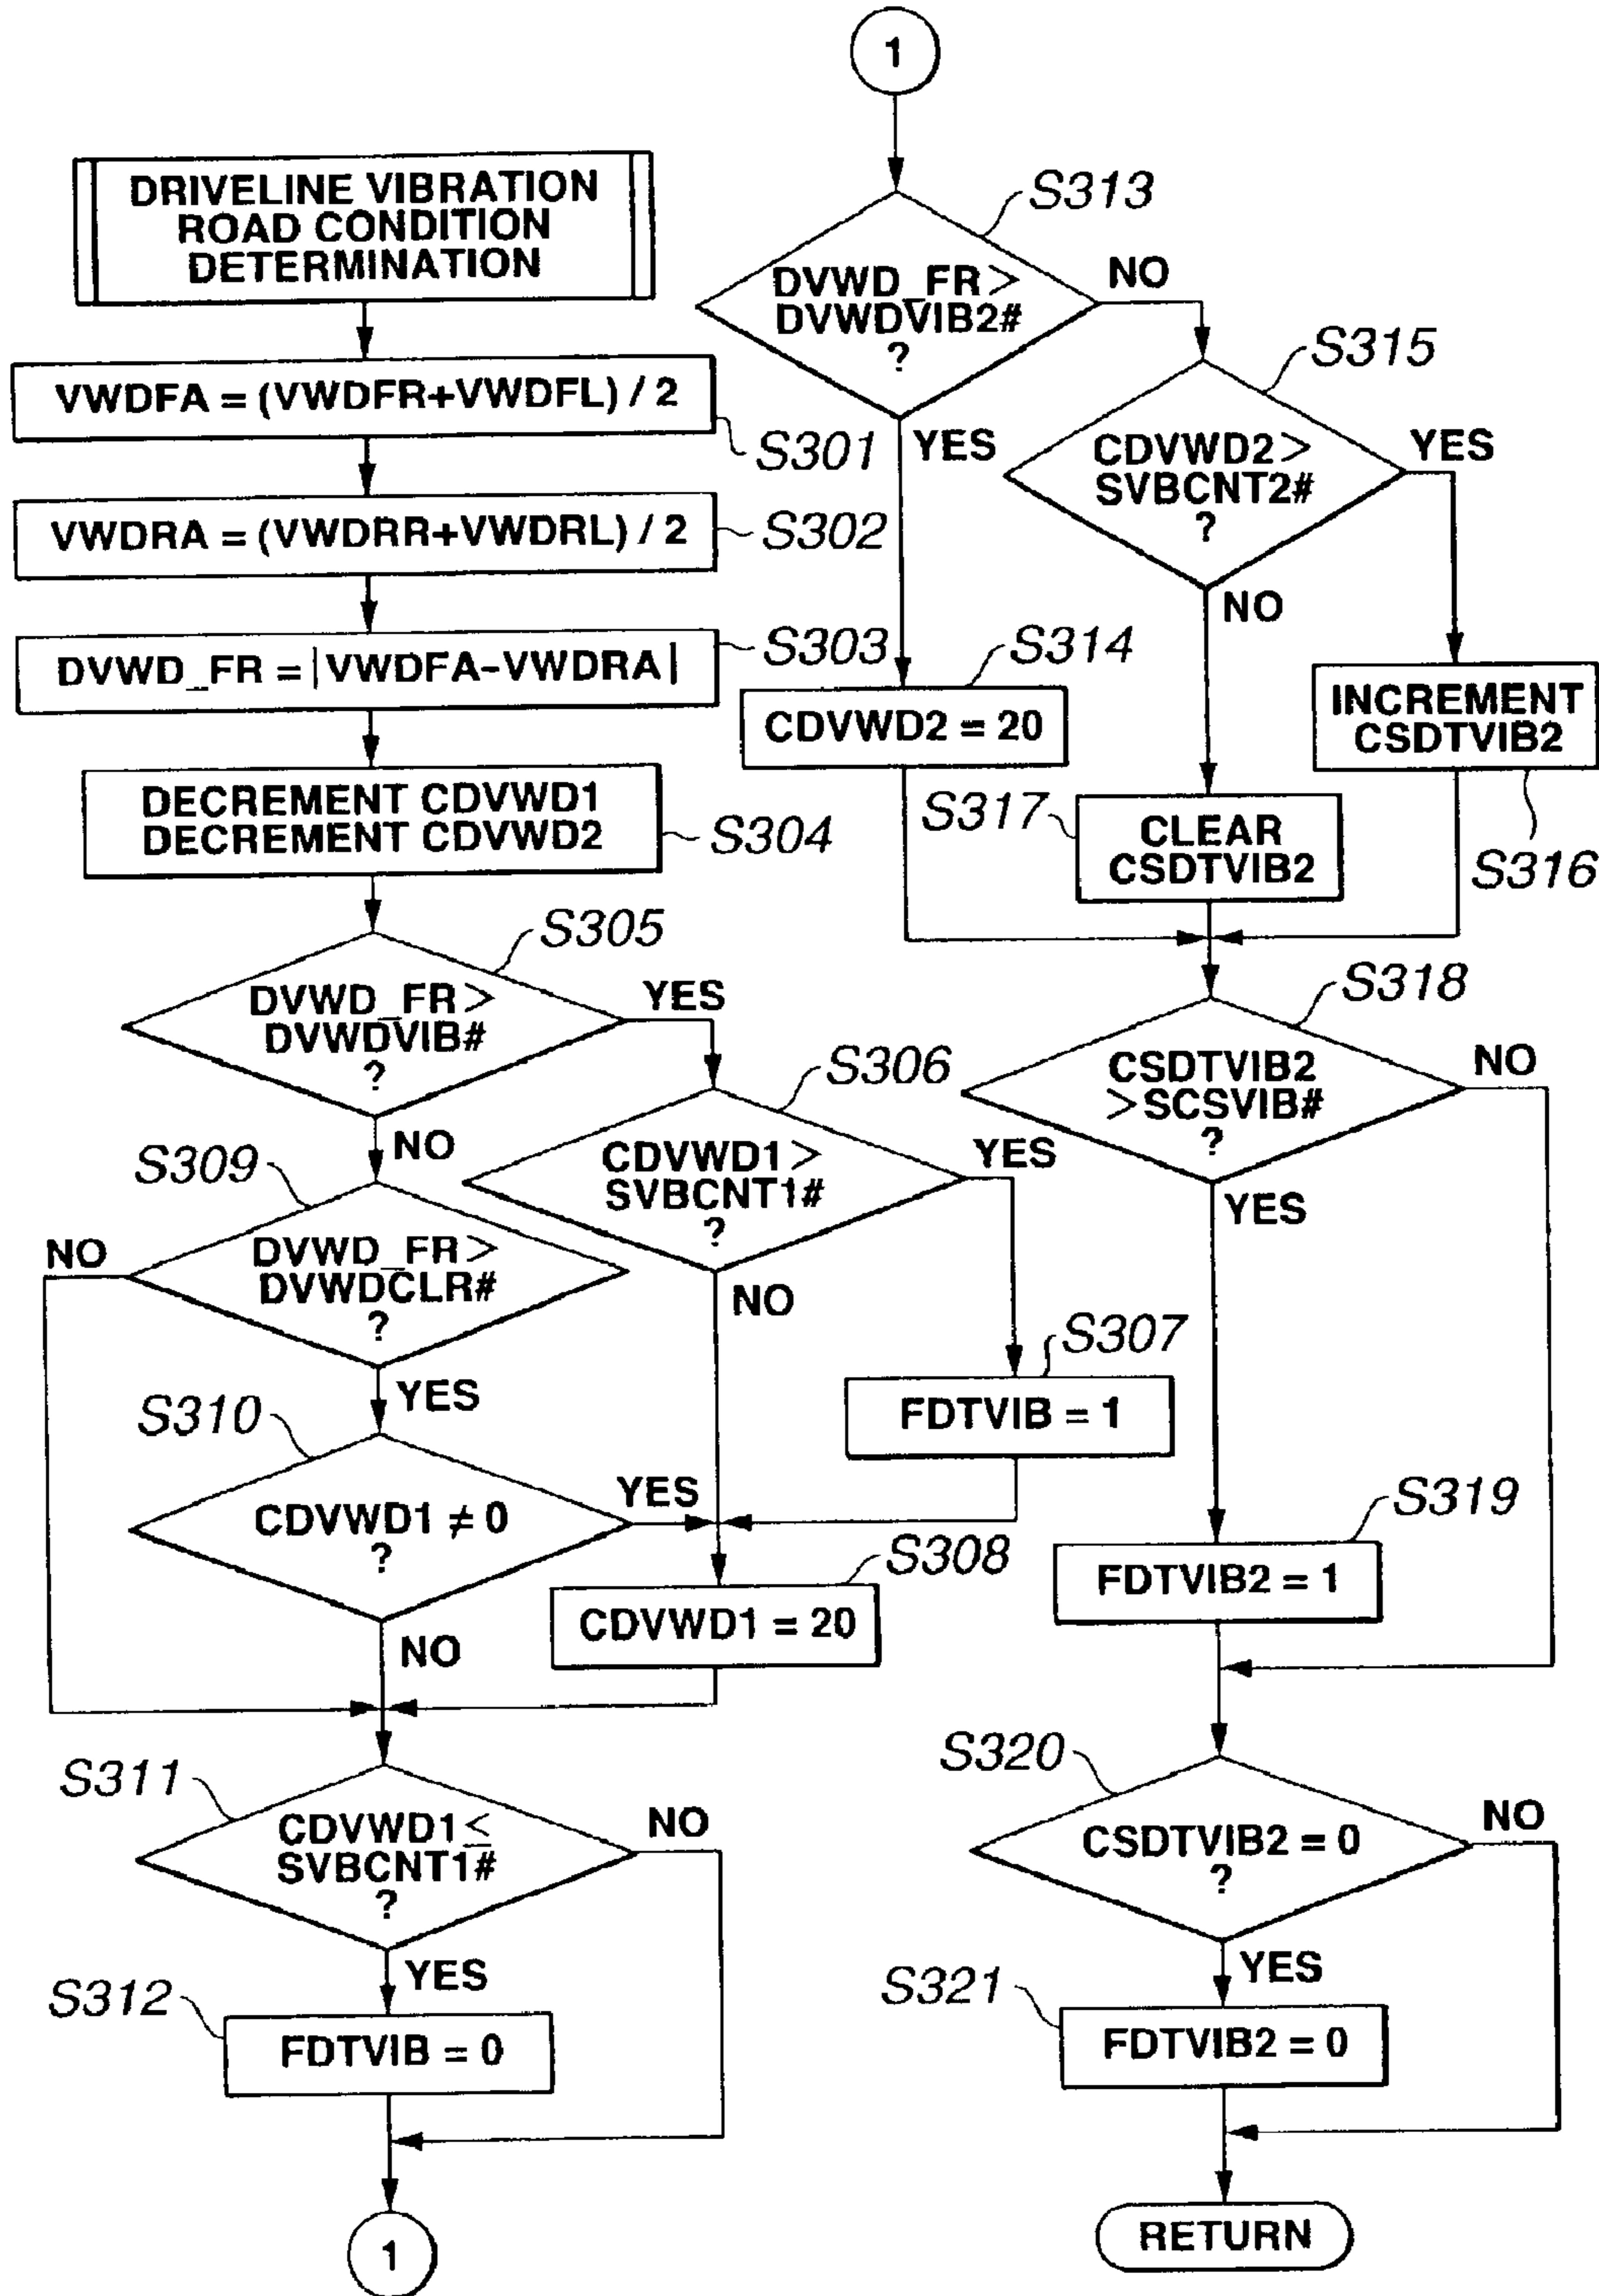 DRIVELINE VIBRATION
ROAD CONDITION
DETERMINATION
VWDFA = (VWDFR+VWDFL) / 2
S301
VWDRA = (VWDRR+VWDRL) / 2
S302
DVWD_FR = |VWDFA-VWDRA|
S303
DECREMENT CDVWD1
DECREMENT CDVWD2
S304
S305
DVWD_FR >
DVWDVIB#
?
YES
NO
S306
CDVWD1 >
SVBCNT1#
?
YES
NO
S307
FDTVIB = 1
S309
NO
DVWD_FR >
DVWDCLR#
?
YES
S310
CDVWD1 ≠ 0
?
YES
NO
S308
CDVWD1 = 20
S311
CDVWD1 ≤
SVBCNT1#
?
NO
YES
S312
FDTVIB = 0
1
1
S313
DVWD_FR >
DVWDVIB2#
?
NO
YES
S314
CDVWD2 = 20
S315
CDVWD2 >
SVBCNT2#
?
YES
NO
INCREMENT
CSDTVIB2
S316
S317
CLEAR
CSDTVIB2
S318
CSDTVIB2
>SCSVIB#
?
NO
YES
S319
FDTVIB2 = 1
S320
CSDTVIB2 = 0
?
NO
YES
S321
FDTVIB2 = 0
RETURN